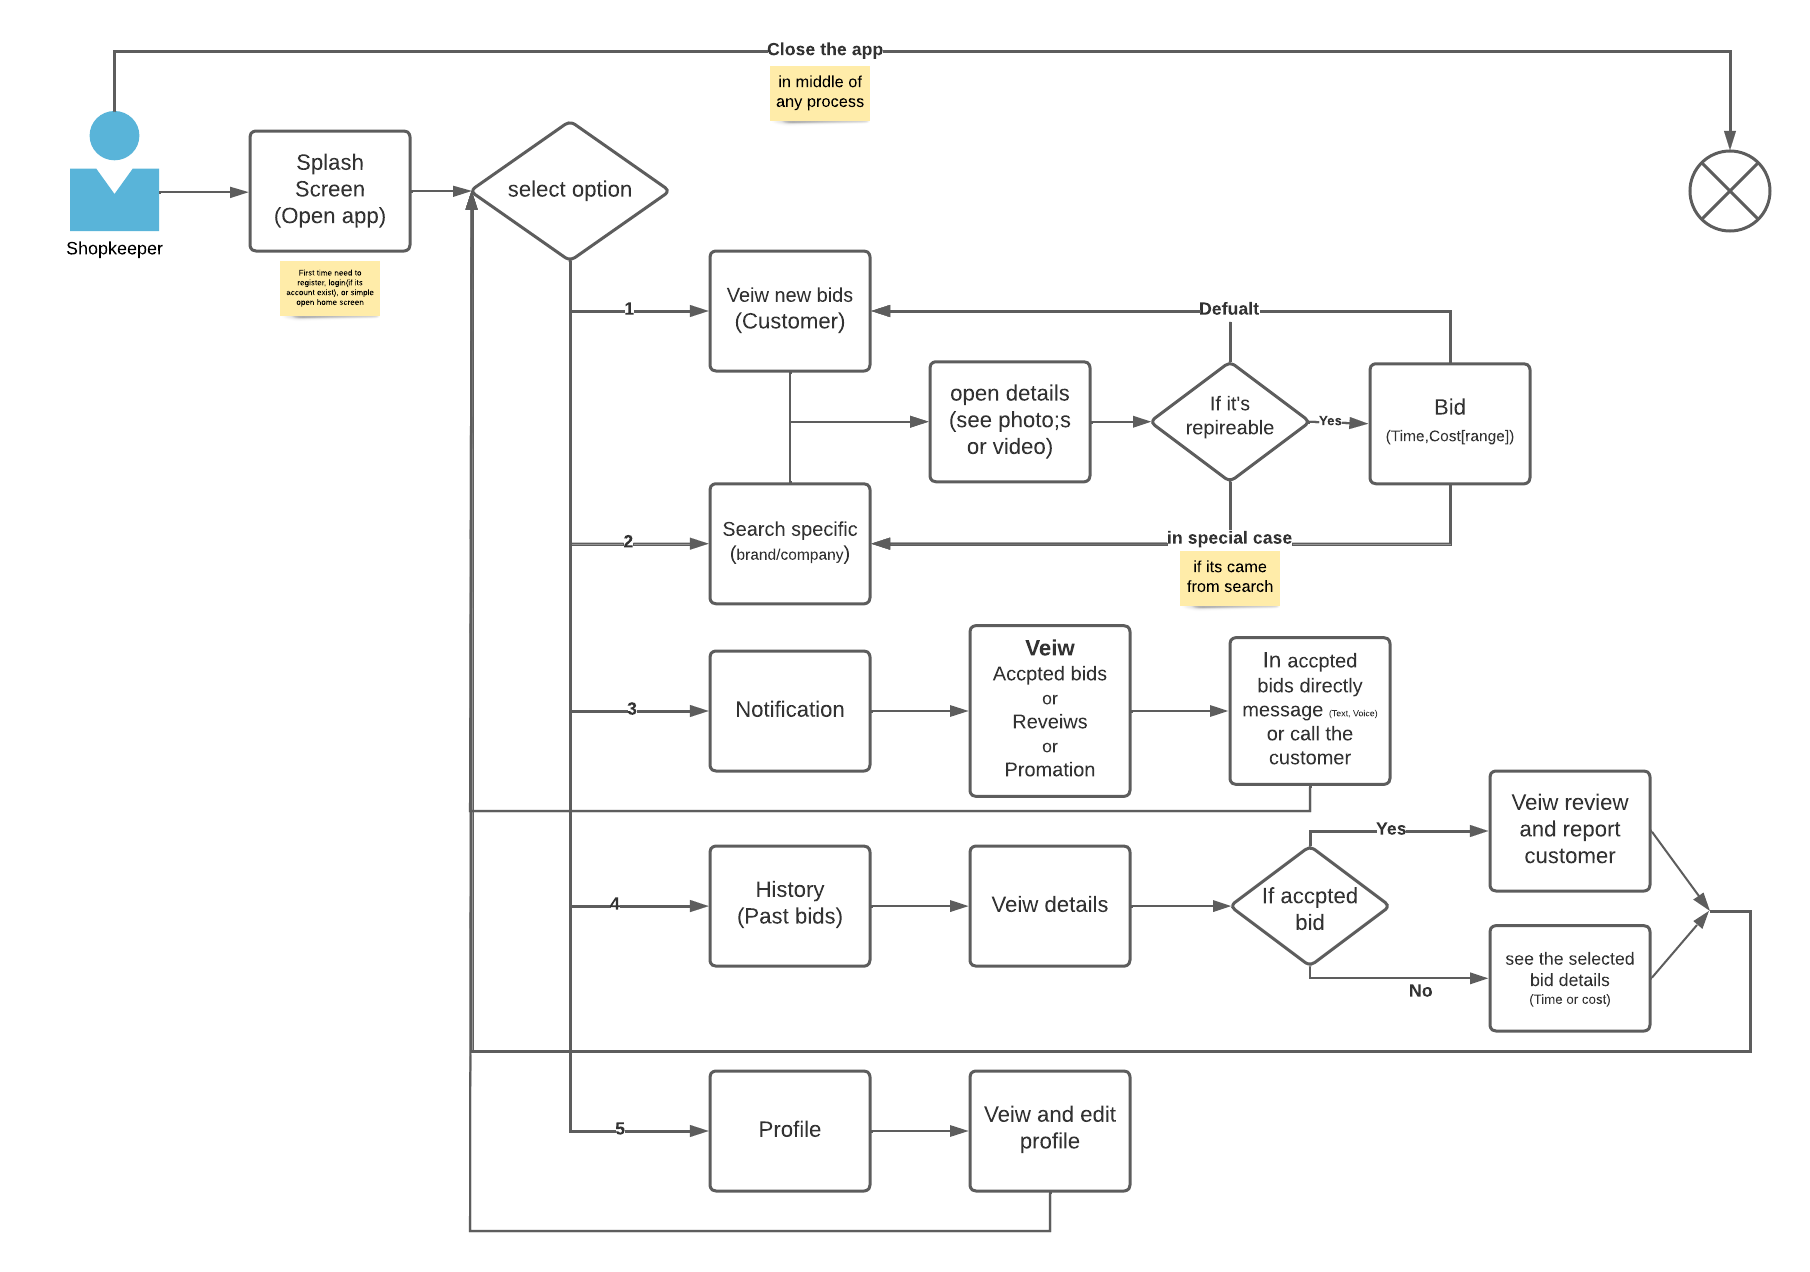 Close the app
in middle of
any process
Shopkeeper
Splash
Screen
(Open app)
First time need to
register, login(if its
account exist), or simple
open home screen
select option
1
Veiw new bids
(Customer)
Defualt
open details
(see photo;s
or video)
If it's
repireable
Yes
Bid
(Time,Cost[range])
2
Search specific
(brand/company)
in special case
if its came
from search
3
Notification
Veiw
Accpted bids
or
Reveiws
or
Promation
In accpted
bids directly
message (Text, Voice)
or call the
customer
4
History
(Past bids)
Veiw details
If accpted
bid
Yes
Veiw review
and report
customer
No
see the selected
bid details
(Time or cost)
5
Profile
Veiw and edit
profile